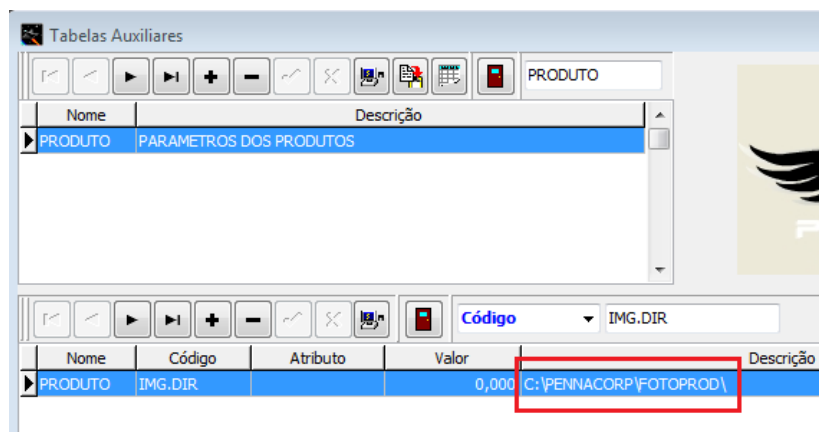 Tabelas Auxiliares
PRODUTO
Nome Descrição
PRODUTO PARAMETROS DOS PRODUTOS
Código IMG.DIR
Nome Código Atributo Valor Descrição
PRODUTO IMG.DIR 0,000 C:\PENNACORP\FOTOPROD\